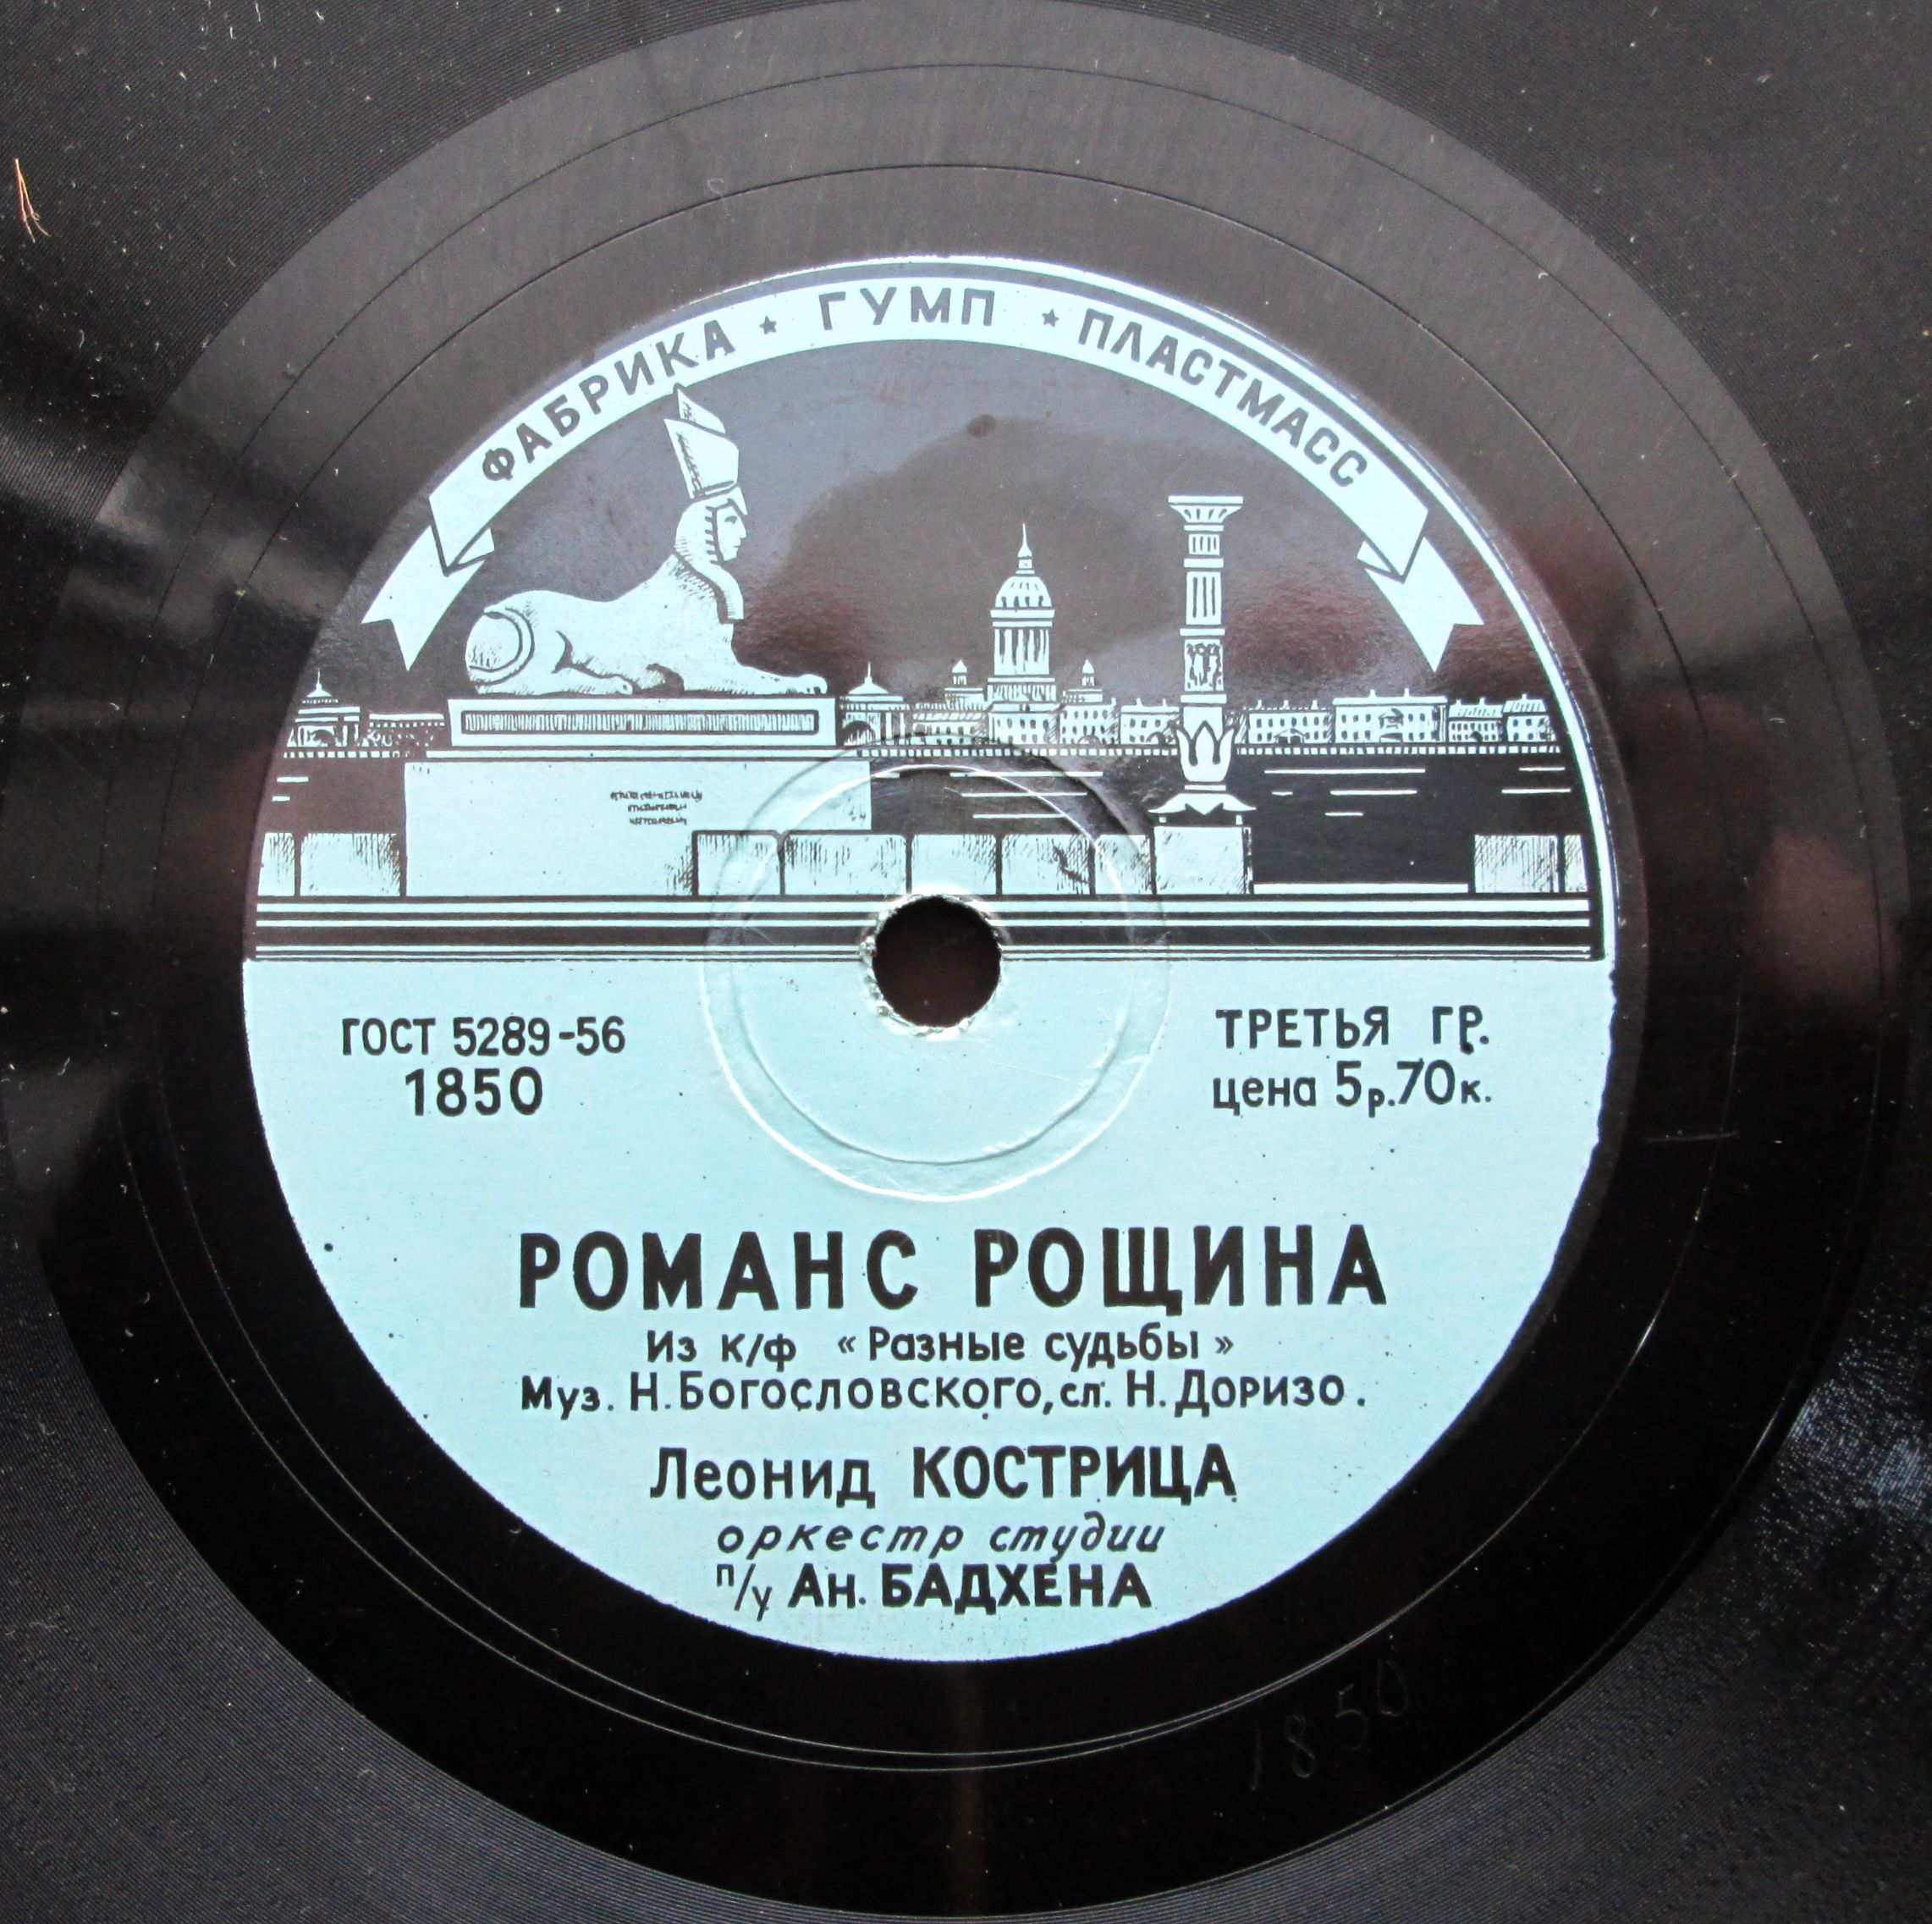 ФАБРИКА ★ ГУМП ★ ПЛАСТМАСС
ГОСТ 5289-56
1850
ТРЕТЬЯ ГР.
цена 5р.70к.
РОМАНС РОЩИНА
Из к/ф «Разные судьбы»
Муз. Н. Богословского, сл. Н. Доризо.
Леонид КОСТРИЦА
оркестр студии
п/у Ан. БАДХЕНА
1850